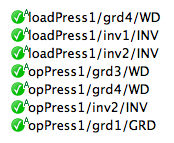 A loadPress1/grd4/WD
A loadPress1/inv1/INV
A loadPress1/inv2/INV
A opPress1/grd3/WD
A opPress1/grd4/WD
A opPress1/inv2/INV
A opPress1/grd1/GRD